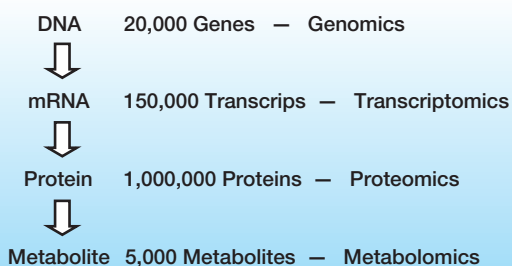 DNA 20,000 Genes — Genomics
mRNA 150,000 Transcrips — Transcriptomics
Protein 1,000,000 Proteins — Proteomics
Metabolite 5,000 Metabolites — Metabolomics